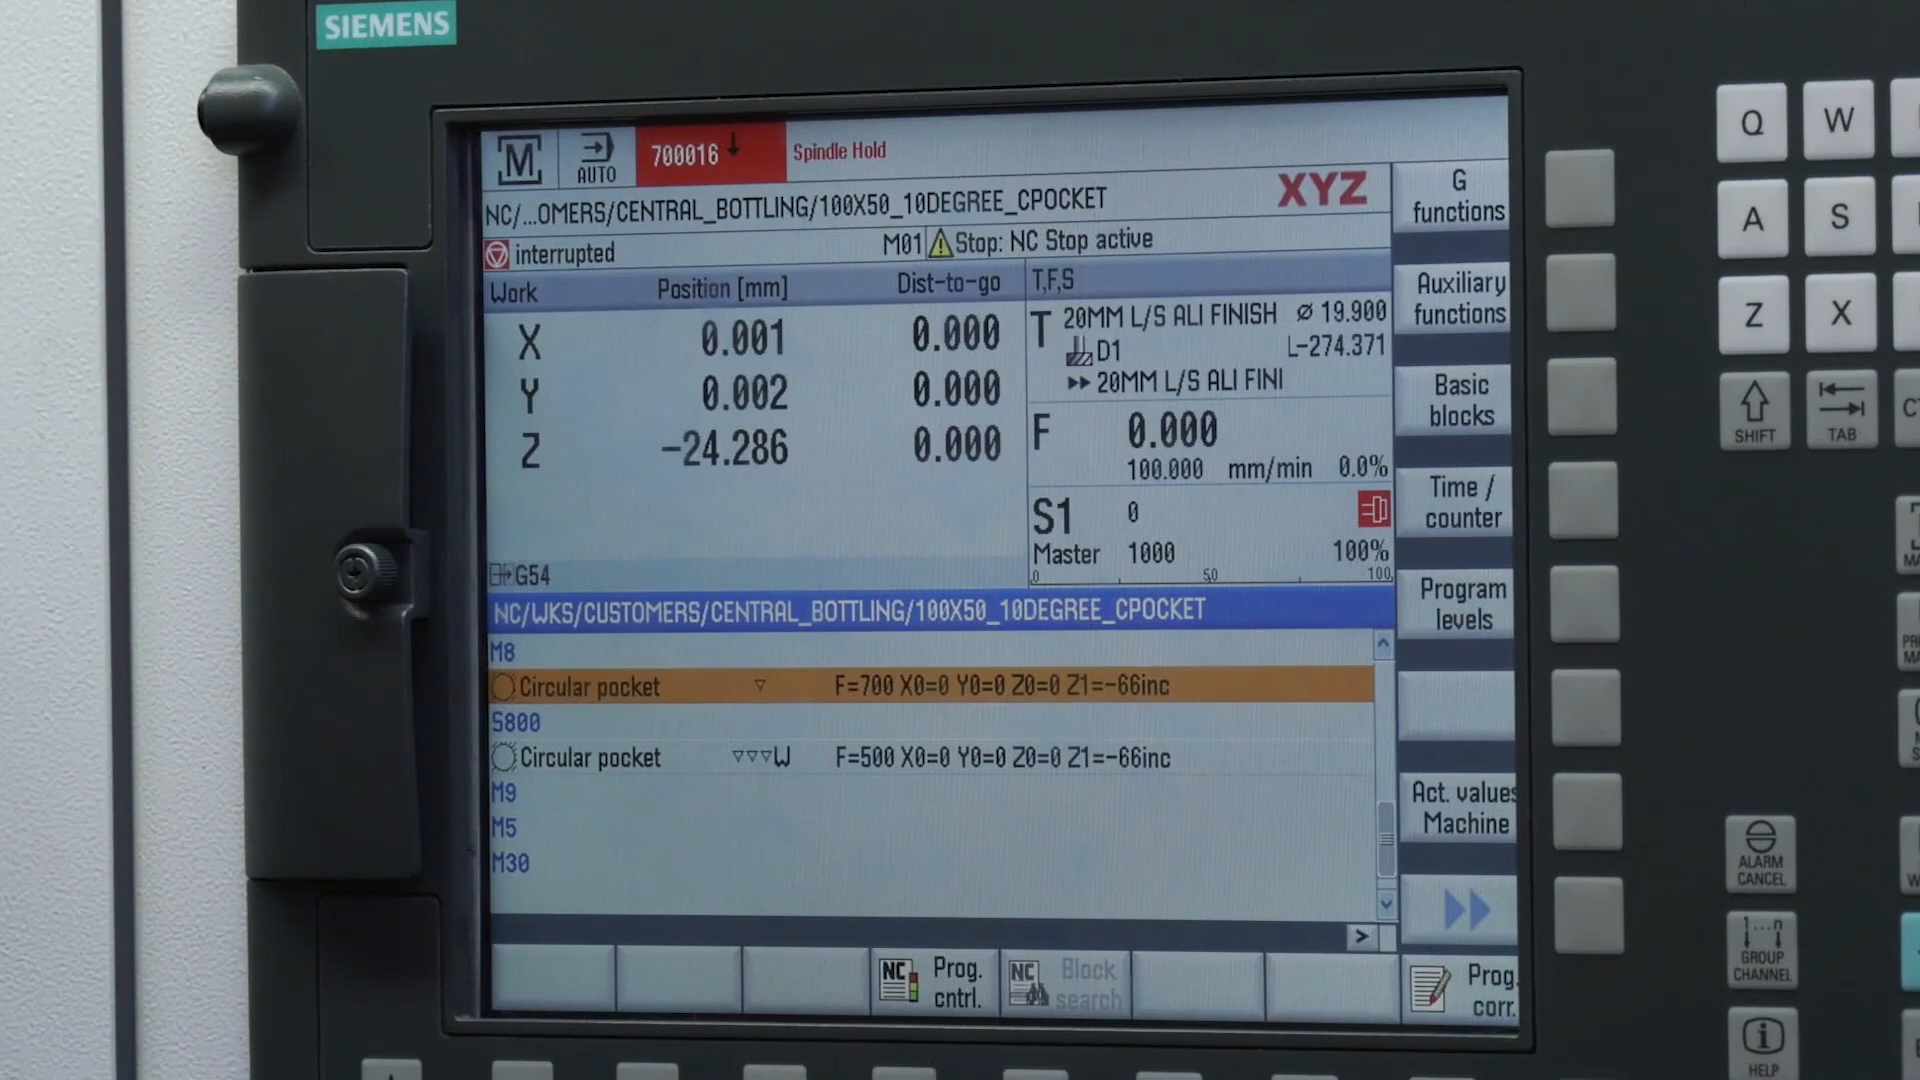 SIEMENS
M
AUTO
700016 ↓
Spindle Hold
NC/...OMERS/CENTRAL_BOTTLING/100X50_10DEGREE_CPOCKET
XYZ
interrupted
M01 Stop: NC Stop active
Work Position [mm] Dist-to-go
T,F,S
X 0.001 0.000
Y 0.002 0.000
Z -24.286 0.000
T 20MM L/S ALI FINISH ⌀ 19.900
D1 L-274.371
20MM L/S ALI FINI
F 0.000
100.000 mm/min 0.0%
S1 0
Master 1000 100%
0 50 100
G54
NC/WKS/CUSTOMERS/CENTRAL_BOTTLING/100X50_10DEGREE_CPOCKET
M8
Circular pocket ▽ F=700 X0=0 Y0=0 Z0=0 Z1=-66inc
S800
Circular pocket ▽▽▽W F=500 X0=0 Y0=0 Z0=0 Z1=-66inc
M9
M5
M30
>
G
functions
Auxiliary
functions
Basic
blocks
Time /
counter
Program
levels
Act. values
Machine
NC Prog.
cntrl.
NC Block
search
Prog.
corr.
Q W
A S
Z X
SHIFT TAB
ALARM
CANCEL
1...n
GROUP
CHANNEL
i
HELP